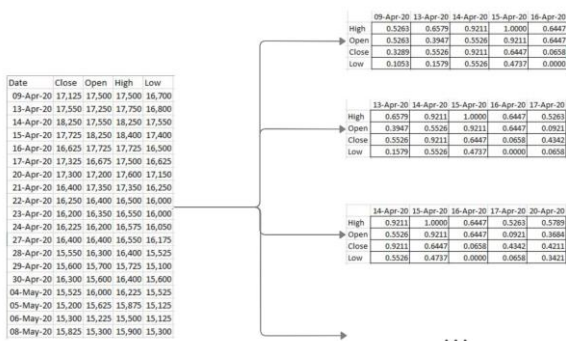 Date Close Open High Low
09-Apr-20 17,125 17,500 17,500 16,700
13-Apr-20 17,550 17,250 17,750 16,800
14-Apr-20 18,250 17,550 18,250 17,550
15-Apr-20 17,725 18,250 18,400 17,400
16-Apr-20 16,625 17,725 17,725 16,500
17-Apr-20 17,325 16,675 17,500 16,625
20-Apr-20 17,300 17,200 17,600 17,150
21-Apr-20 16,400 17,350 17,350 16,250
22-Apr-20 16,250 16,400 16,500 16,000
23-Apr-20 16,200 16,350 16,550 16,000
24-Apr-20 16,225 16,200 16,575 16,050
27-Apr-20 16,400 16,400 16,550 16,175
28-Apr-20 15,550 16,300 16,400 15,525
29-Apr-20 15,600 15,700 15,725 15,100
30-Apr-20 16,300 15,600 16,400 15,600
04-May-20 15,525 16,000 16,225 15,525
05-May-20 15,200 15,625 15,875 15,125
06-May-20 15,300 15,225 15,500 15,125
08-May-20 15,825 15,300 15,900 15,300
09-Apr-20 13-Apr-20 14-Apr-20 15-Apr-20 16-Apr-20
High 0.5263 0.6579 0.9211 1.0000 0.6447
Open 0.5263 0.3947 0.5526 0.9211 0.6447
Close 0.3289 0.5526 0.9211 0.6447 0.0658
Low 0.1053 0.1579 0.5526 0.4737 0.0000
13-Apr-20 14-Apr-20 15-Apr-20 16-Apr-20 17-Apr-20
High 0.6579 0.9211 1.0000 0.6447 0.5263
Open 0.3947 0.5526 0.9211 0.6447 0.0921
Close 0.5526 0.9211 0.6447 0.0658 0.4342
Low 0.1579 0.5526 0.4737 0.0000 0.0658
14-Apr-20 15-Apr-20 16-Apr-20 17-Apr-20 20-Apr-20
High 0.9211 1.0000 0.6447 0.5263 0.5789
Open 0.5526 0.9211 0.6447 0.0921 0.3684
Close 0.9211 0.6447 0.0658 0.4342 0.4211
Low 0.5526 0.4737 0.0000 0.0658 0.3421
...